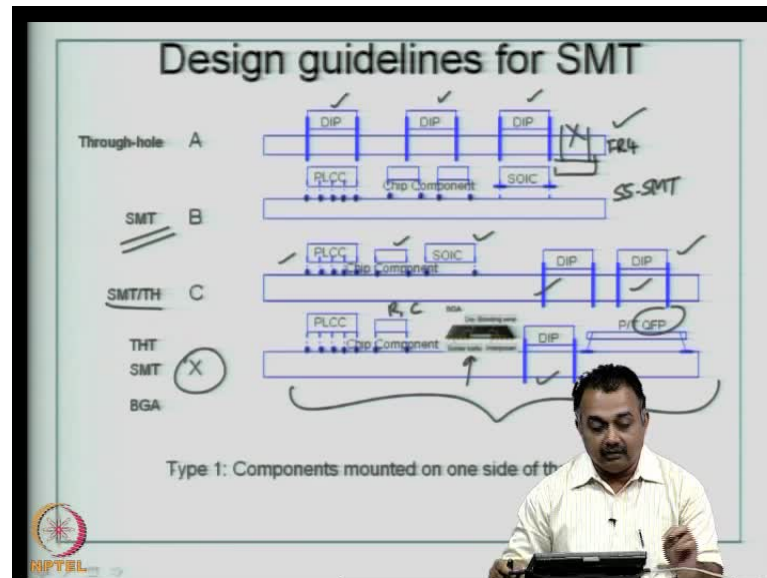 Design guidelines for SMT
Through-hole A DIP DIP DIP X FR4
PLCC Chip Component SOIC SS-SMT
SMT B
PLCC SOIC DIP DIP
Chip Component
SMT/TH C
R, C BGA
PLCC P/T QFP
THT Chip Component DIP
SMT X
BGA
Type 1: Components mounted on one side of th
NPTEL